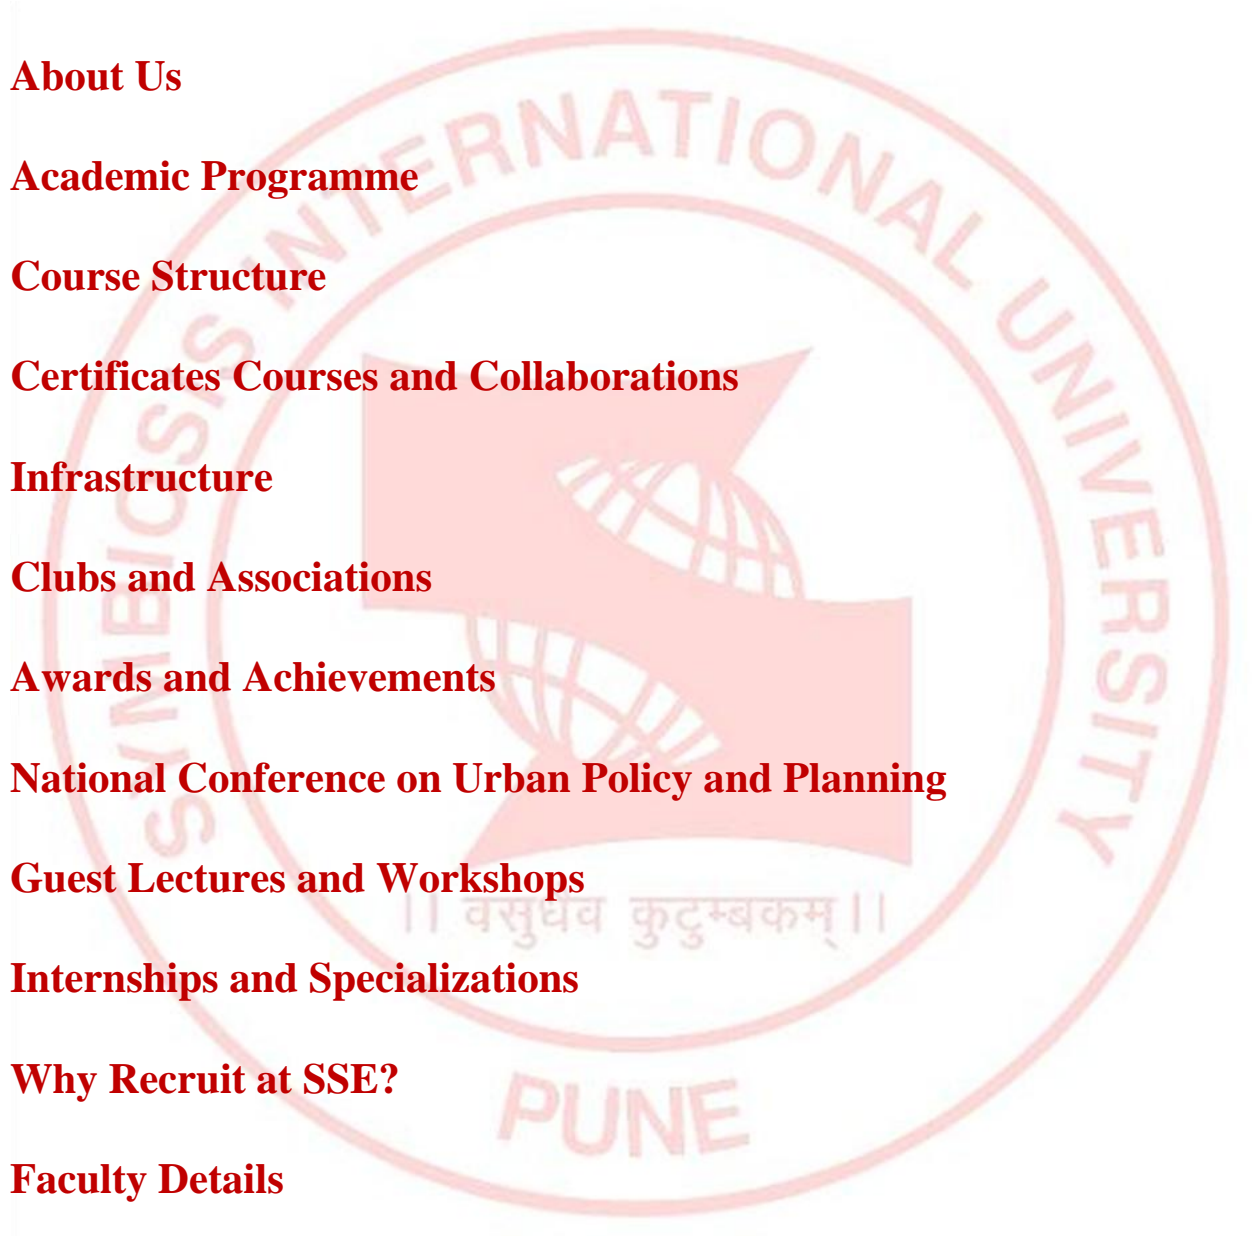 About Us
Academic Programme
Course Structure
Certificates Courses and Collaborations
Infrastructure
Clubs and Associations
Awards and Achievements
National Conference on Urban Policy and Planning
Guest Lectures and Workshops
Internships and Specializations
Why Recruit at SSE?
Faculty Details
SYMBIOSIS INTERNATIONAL UNIVERSITY
।। वसुधैव कुटुम्बकम् ।।
PUNE